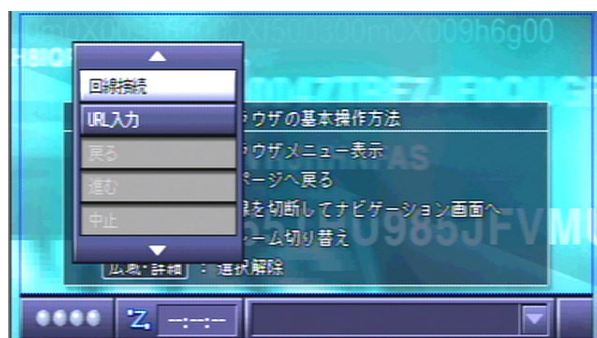 回線接続
URL入力
戻る
進む
中止
ラウザの基本操作方法
ラウザメニュー表示
ページへ戻る
線を切断してナビゲーション画面へ
レーム切り替え
広域・詳細 : 選択解除
Z --:--:--